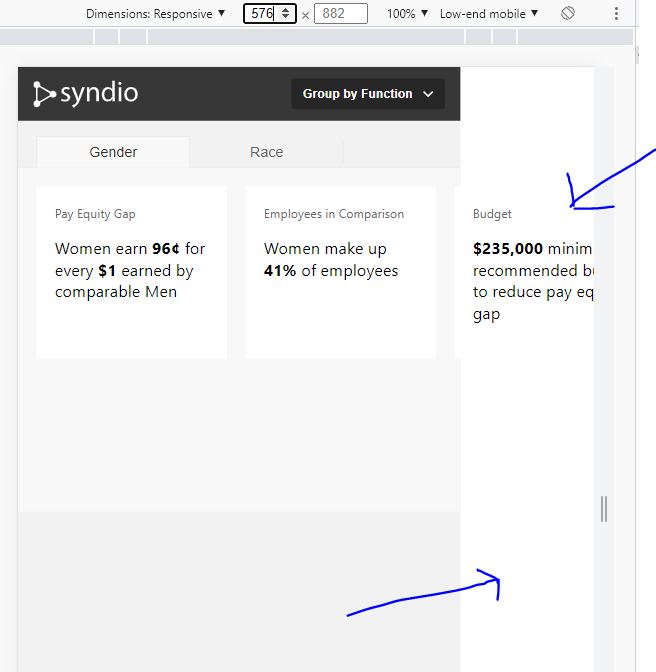 Dimensions: Responsive ▼ 576 × 882 100% ▼ Low-end mobile ▼
syndio Group by Function
Gender Race
Pay Equity Gap
Women earn 96¢ for
every $1 earned by
comparable Men
Employees in Comparison
Women make up
41% of employees
Budget
$235,000 minim
recommended bu
to reduce pay eq
gap